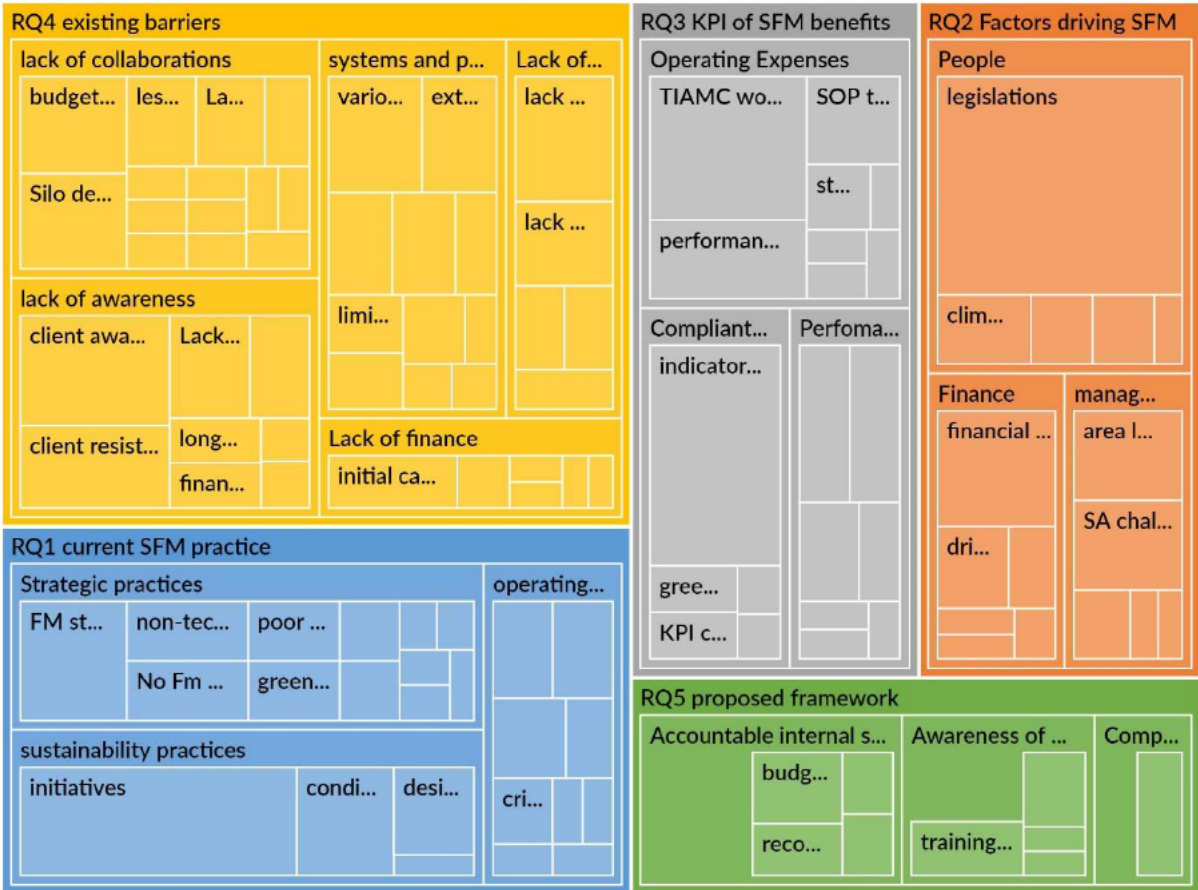 RQ4 existing barriers
lack of collaborations
budget...
les...
La...
Silo de...
systems and p...
vario...
ext...
limi...
Lack of...
lack ...
lack ...
lack of awareness
client awa...
Lack...
client resist...
long...
finan...
Lack of finance
initial ca...
RQ1 current SFM practice
Strategic practices
FM st...
non-tec...
poor ...
No Fm ...
green...
operating...
cri...
sustainability practices
initiatives
condi...
desi...
RQ3 KPI of SFM benefits
Operating Expenses
TIAMC wo...
SOP t...
st...
performan...
Compliant...
indicator...
gree...
KPI c...
Perfoma...
RQ2 Factors driving SFM
People
legislations
clim...
Finance
financial ...
dri...
manag...
area l...
SA chal...
RQ5 proposed framework
Accountable internal s...
budg...
reco...
Awareness of ...
training...
Comp...